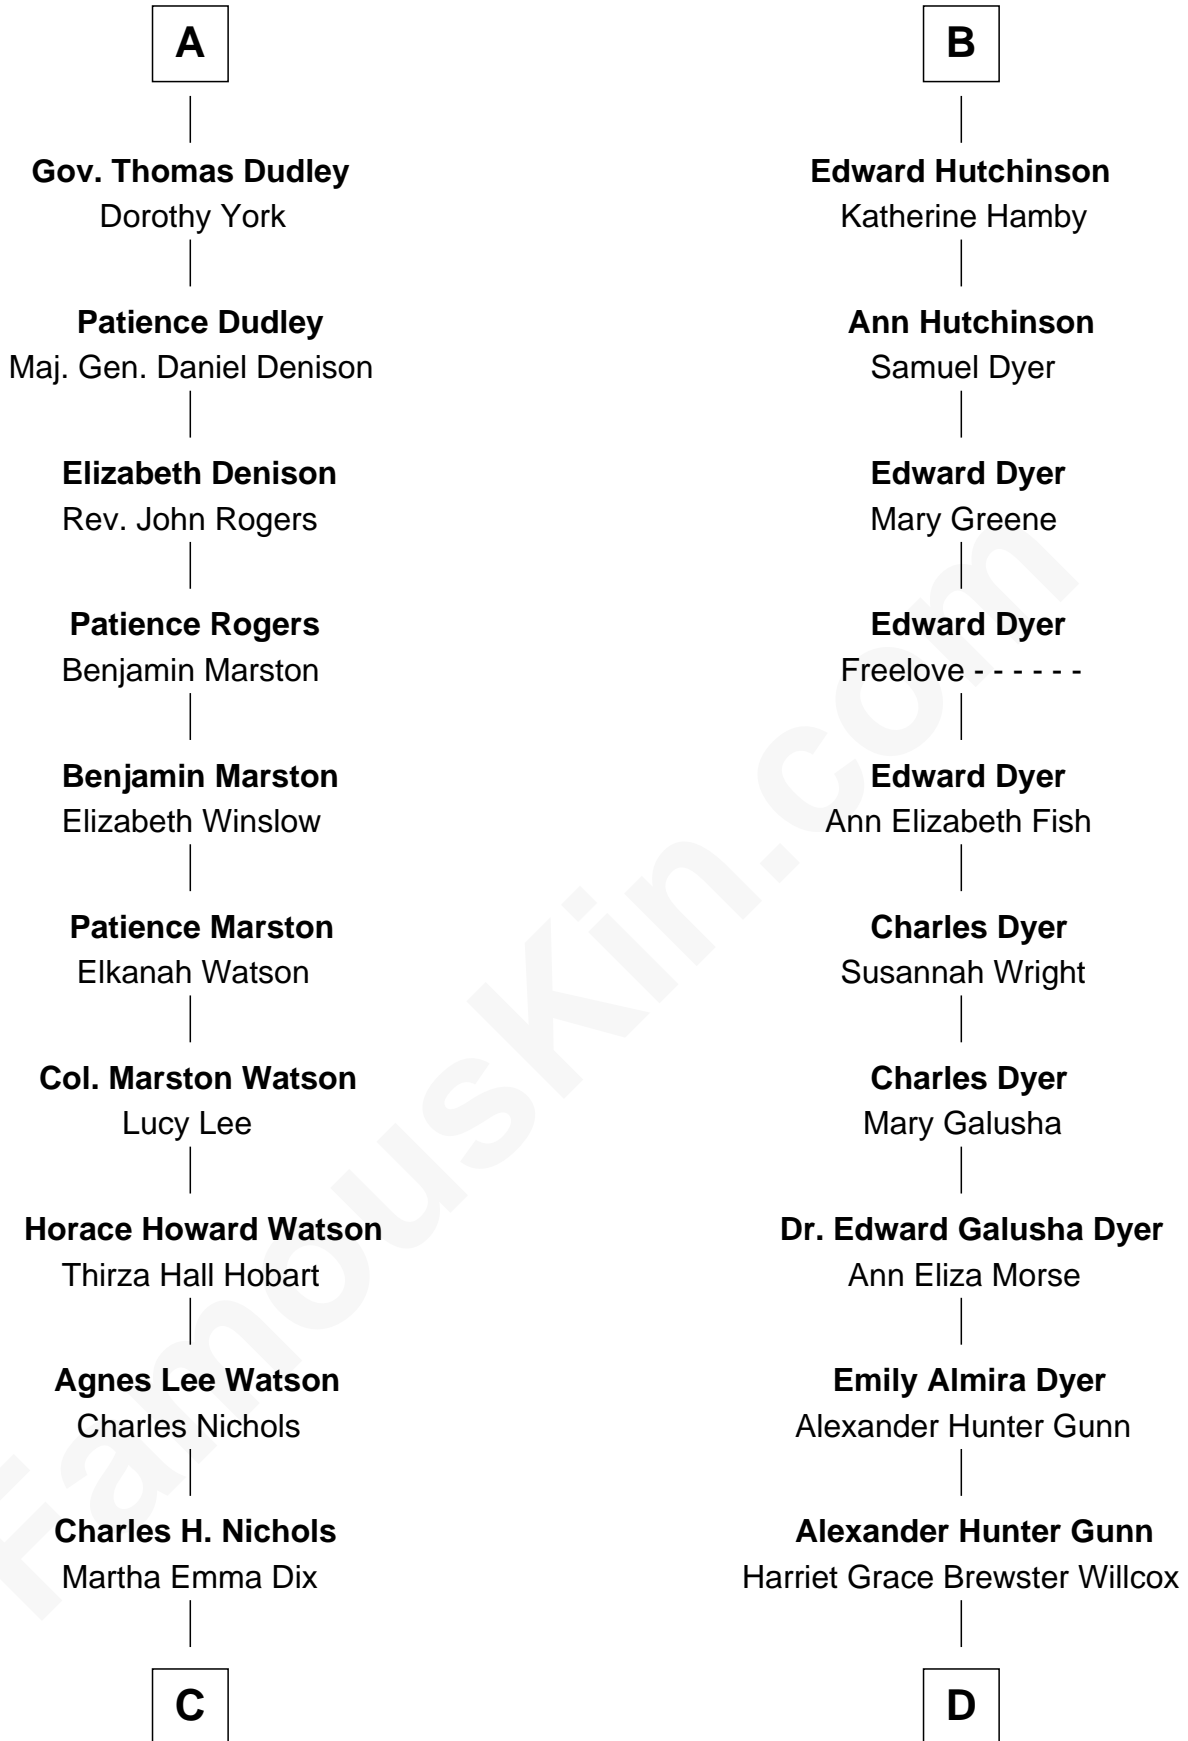 A
Gov. Thomas Dudley
Dorothy York
Patience Dudley
Maj. Gen. Daniel Denison
Elizabeth Denison
Rev. John Rogers
Patience Rogers
Benjamin Marston
Benjamin Marston
Elizabeth Winslow
Patience Marston
Elkanah Watson
Col. Marston Watson
Lucy Lee
Horace Howard Watson
Thirza Hall Hobart
Agnes Lee Watson
Charles Nichols
Charles H. Nichols
Martha Emma Dix
C
B
Edward Hutchinson
Katherine Hamby
Ann Hutchinson
Samuel Dyer
Edward Dyer
Mary Greene
Edward Dyer
Freelove - - - - - -
Edward Dyer
Ann Elizabeth Fish
Charles Dyer
Susannah Wright
Charles Dyer
Mary Galusha
Dr. Edward Galusha Dyer
Ann Eliza Morse
Emily Almira Dyer
Alexander Hunter Gunn
Alexander Hunter Gunn
Harriet Grace Brewster Willcox
D
FamousKin.com